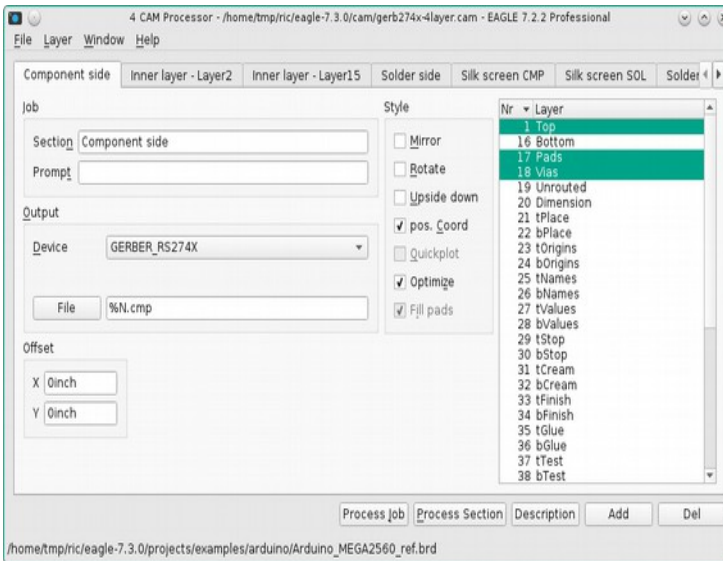 4 CAM Processor - /home/tmp/ric/eagle-7.3.0/cam/gerb274x-4layer.cam - EAGLE 7.2.2 Professional
File Layer Window Help
Component side Inner layer - Layer2 Inner layer - Layer15 Solder side Silk screen CMP Silk screen SOL Solder
Job
Section Component side
Prompt
Output
Device GERBER_RS274X
File %N.cmp
Offset
X 0inch
Y 0inch
Style
Mirror
Rotate
Upside down
pos. Coord
Quickplot
Optimize
Fill pads
Nr Layer
1 Top
16 Bottom
17 Pads
18 Vias
19 Unrouted
20 Dimension
21 tPlace
22 bPlace
23 tOrigins
24 bOrigins
25 tNames
26 bNames
27 tValues
28 bValues
29 tStop
30 bStop
31 tCream
32 bCream
33 tFinish
34 bFinish
35 tGlue
36 bGlue
37 tTest
38 bTest
Process Job Process Section Description Add Del
/home/tmp/ric/eagle-7.3.0/projects/examples/arduino/Arduino_MEGA2560_ref.brd